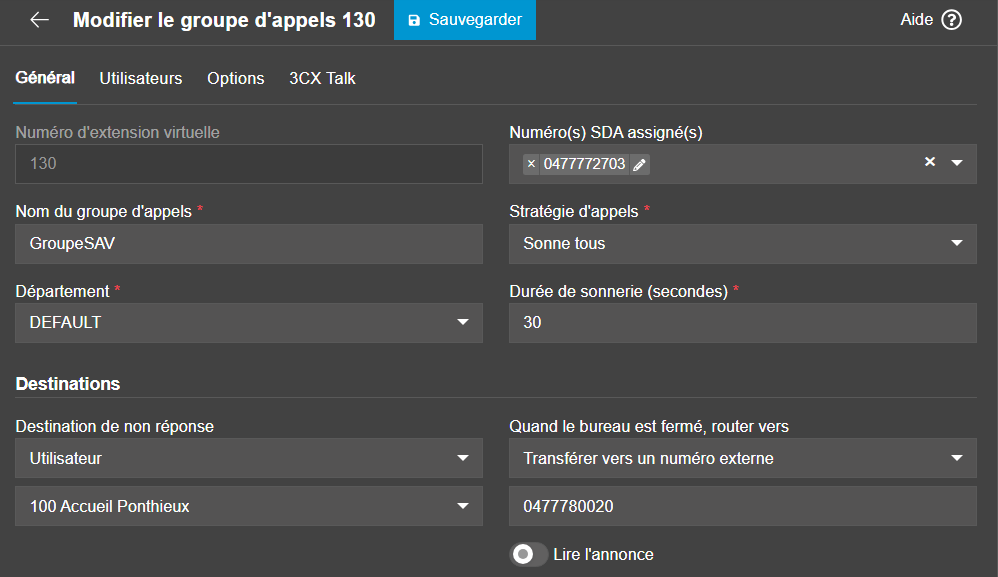 Modifier le groupe d'appels 130
Sauvegarder
Aide
Général
Utilisateurs
Options
3CX Talk
Numéro d'extension virtuelle
130
Numéro(s) SDA assigné(s)
× 0477772703
Nom du groupe d'appels *
GroupeSAV
Stratégie d'appels *
Sonne tous
Département *
DEFAULT
Durée de sonnerie (secondes) *
30
Destinations
Destination de non réponse
Utilisateur
100 Accueil Ponthieux
Quand le bureau est fermé, router vers
Transférer vers un numéro externe
0477780020
Lire l'annonce